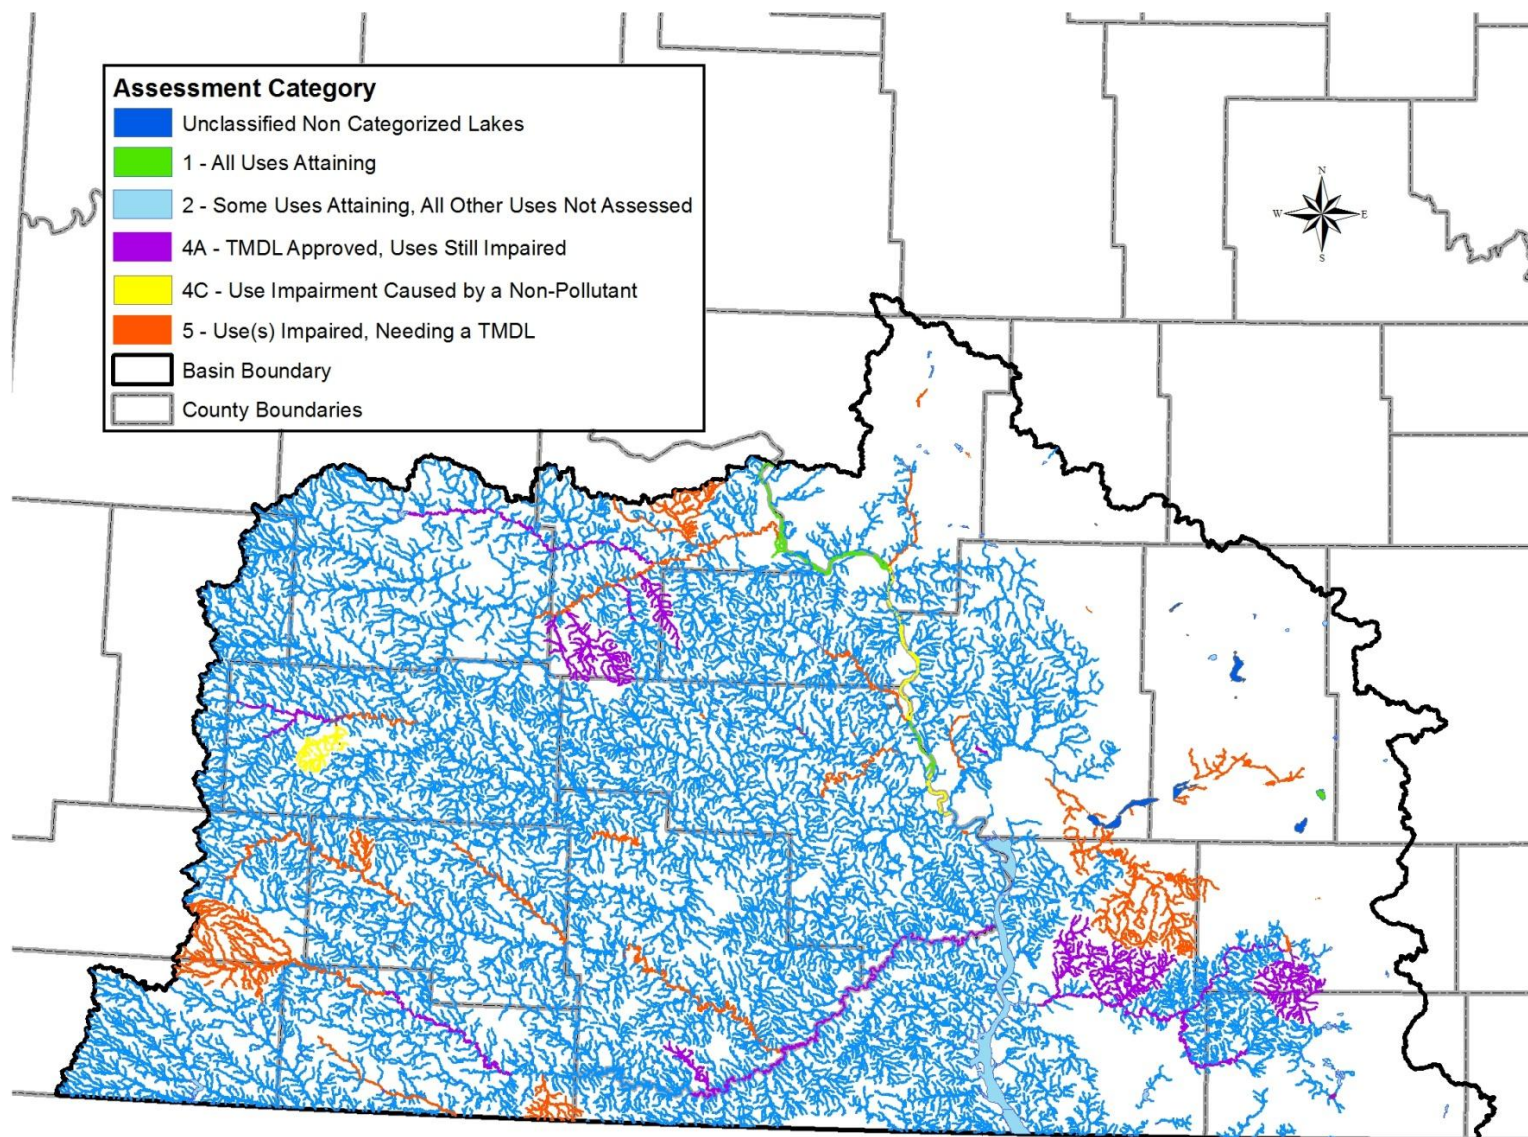 Assessment Category
Unclassified Non Categorized Lakes
1 - All Uses Attaining
2 - Some Uses Attaining, All Other Uses Not Assessed
4A - TMDL Approved, Uses Still Impaired
4C - Use Impairment Caused by a Non-Pollutant
5 - Use(s) Impaired, Needing a TMDL
Basin Boundary
County Boundaries
N
W E
S